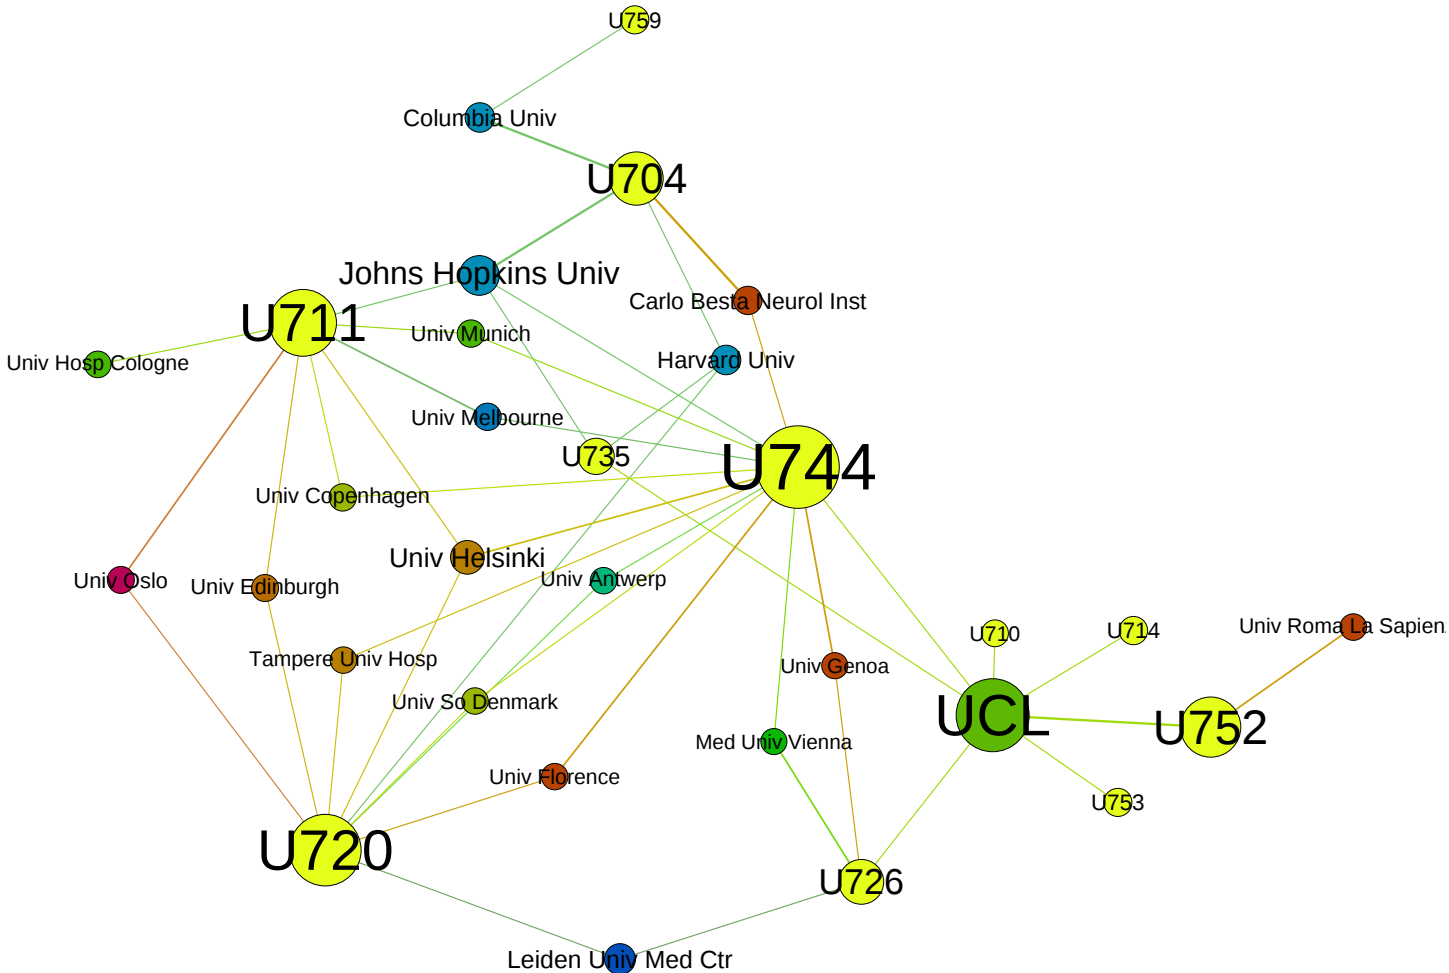 U759
Columbia Univ
U704
Johns Hopkins Univ
Carlo Besta Neurol Inst
U711
Univ Munich
Harvard Univ
Univ Hosp Cologne
Univ Melbourne
U735
U744
Univ Copenhagen
Univ Helsinki
Univ Oslo
Univ Edinburgh
Univ Antwerp
U710
U714
Univ Roma La Sapien
Tampere Univ Hosp
Univ Genoa
Univ So Denmark
UCL
U752
Med Univ Vienna
Univ Florence
U753
U720
U726
Leiden Univ Med Ctr